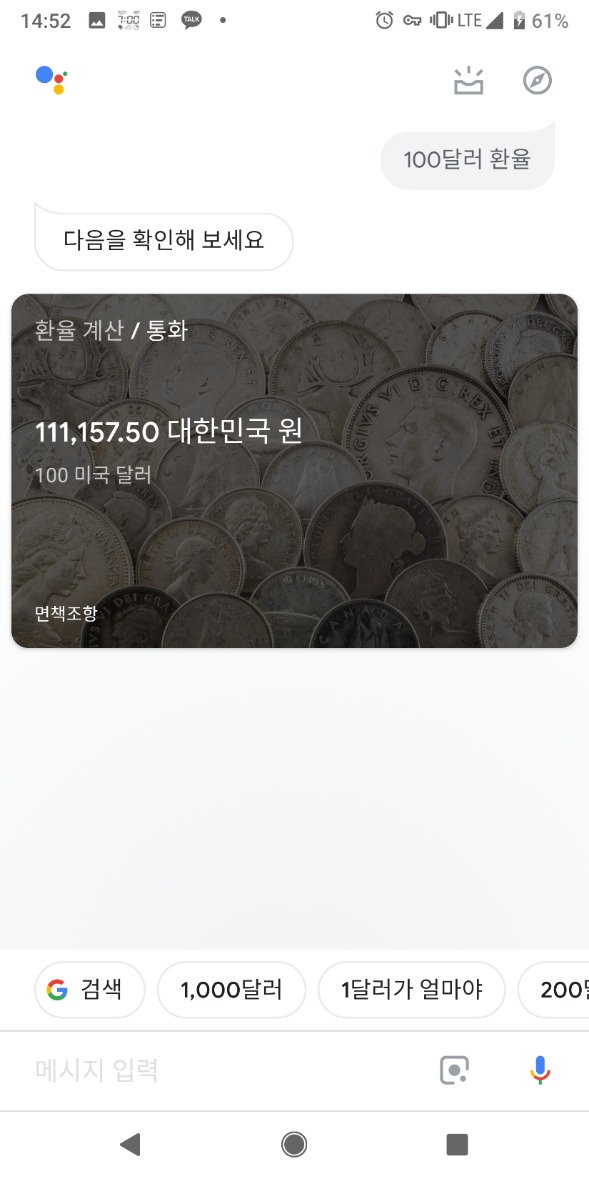 14:52 TALK LTE 61%
100달러 환율
다음을 확인해 보세요
환율 계산 / 통화
111,157.50 대한민국 원
100 미국 달러
면책조항
검색 1,000달러 1달러가 얼마야 200
메시지 입력